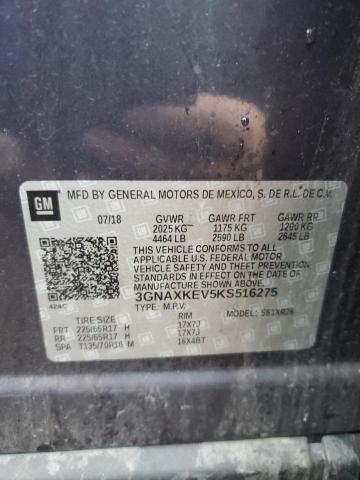 GM
MFD BY GENERAL MOTORS DE MEXICO, S. DE R.L. DE C.V.
07/18 GVWR GAWR FRT GAWR RR
2025 KG 1175 KG 1200 KG
4464 LB 2590 LB 2645 LB
THIS VEHICLE CONFORMS TO ALL
APPLICABLE U.S. FEDERAL MOTOR
VEHICLE SAFETY AND THEFT PREVENTION
STANDARDS IN EFFECT ON THE DATE
OF MANUFACTURE SHOWN ABOVE.
3GNAXKEV5KS516275
TYPE: M.P.V. MODEL:
TIRE SIZE RIM
FRT 225/65R17 H 17X7J
RR 225/65R17 H 17X7J
SPA T135/70R16 M 16X4BT